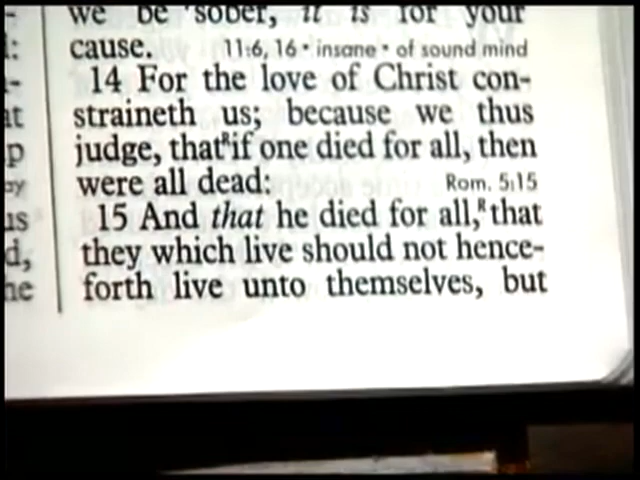 we be sober, it is for your
cause. 11:6, 16 • insane • of sound mind
14 For the love of Christ con-
straineth us; because we thus
judge, thatᴿif one died for all, then
were all dead: Rom. 5:15
15 And that he died for all,ᴿthat
they which live should not hence-
forth live unto themselves, but